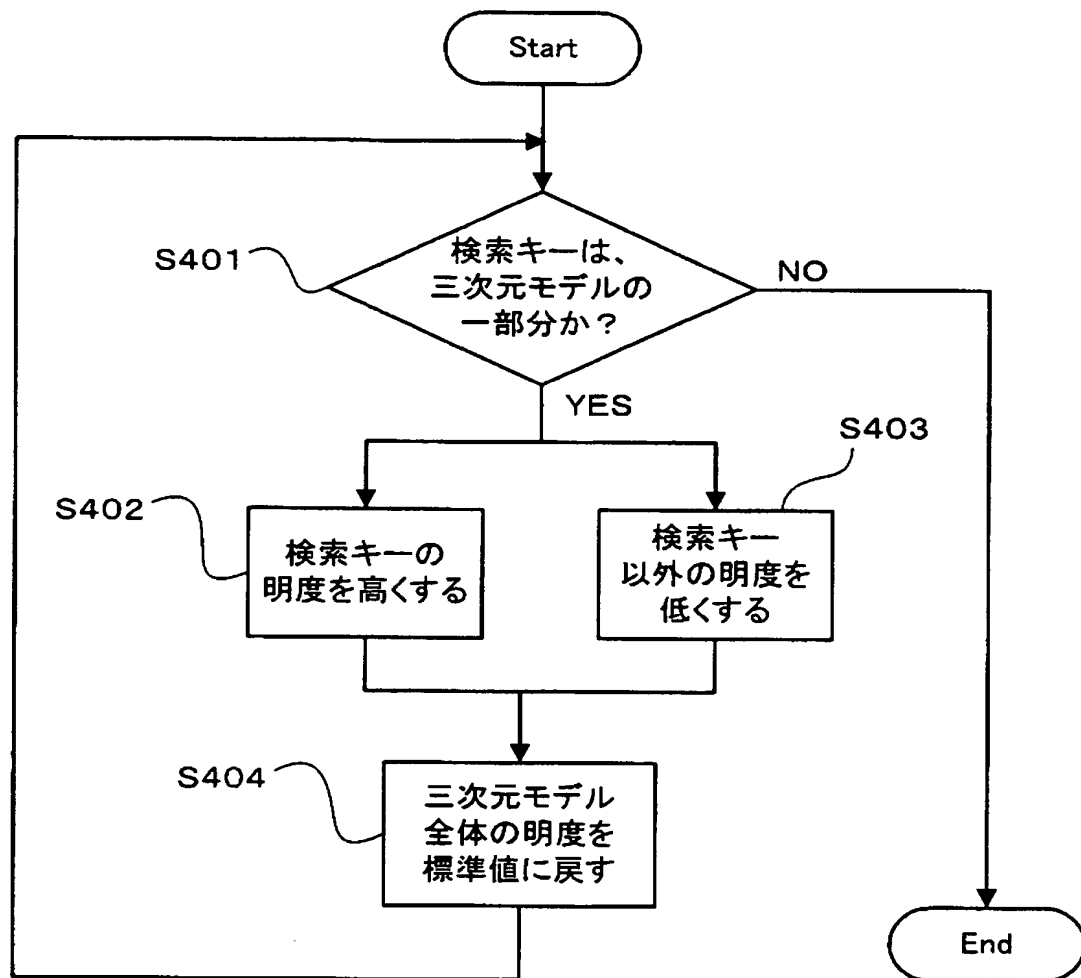 Start
S401
検索キーは、
三次元モデルの
一部分か？
NO
YES
S403
S402
検索キーの
明度を高くする
検索キー
以外の明度を
低くする
S404
三次元モデル
全体の明度を
標準値に戻す
End